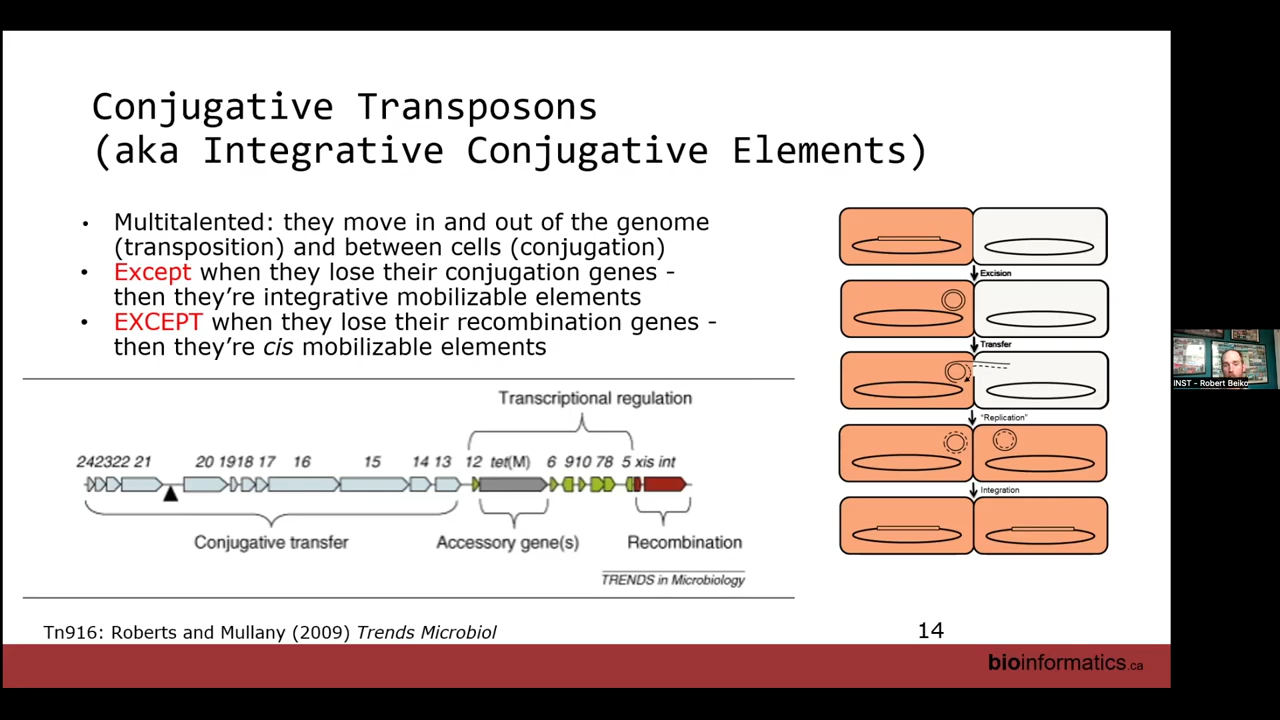 Conjugative Transposons
(aka Integrative Conjugative Elements)
• Multitalented: they move in and out of the genome
(transposition) and between cells (conjugation)
• Except when they lose their conjugation genes -
then they’re integrative mobilizable elements
• EXCEPT when they lose their recombination genes -
then they’re cis mobilizable elements
Transcriptional regulation
242322 21 20 1918 17 16 15 14 13 12 tet(M) 6 910 78 5 xis int
Conjugative transfer Accessory gene(s) Recombination
TRENDS in Microbiology
Excision
Transfer
“Replication”
Integration
INST - Robert Beiko
Tn916: Roberts and Mullany (2009) Trends Microbiol
14
bioinformatics.ca